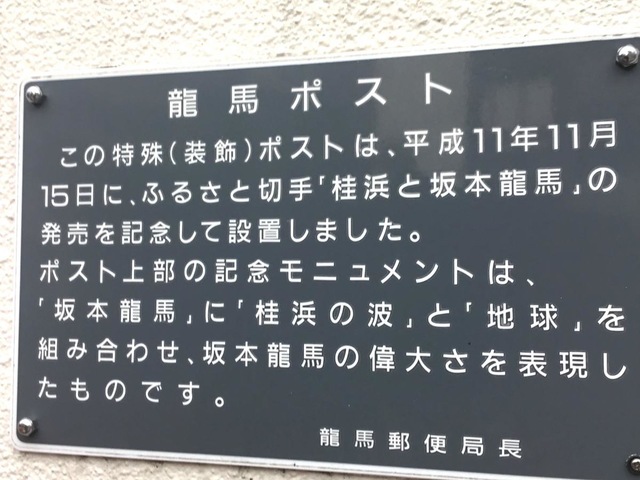 龍馬ポスト
この特殊(装飾)ポストは、平成11年11月
15日に、ふるさと切手「桂浜と坂本龍馬」の
発売を記念して設置しました。
ポスト上部の記念モニュメントは、
「坂本龍馬」に「桂浜の波」と「地球」を
組み合わせ、坂本龍馬の偉大さを表現し
たものです。
龍馬郵便局長